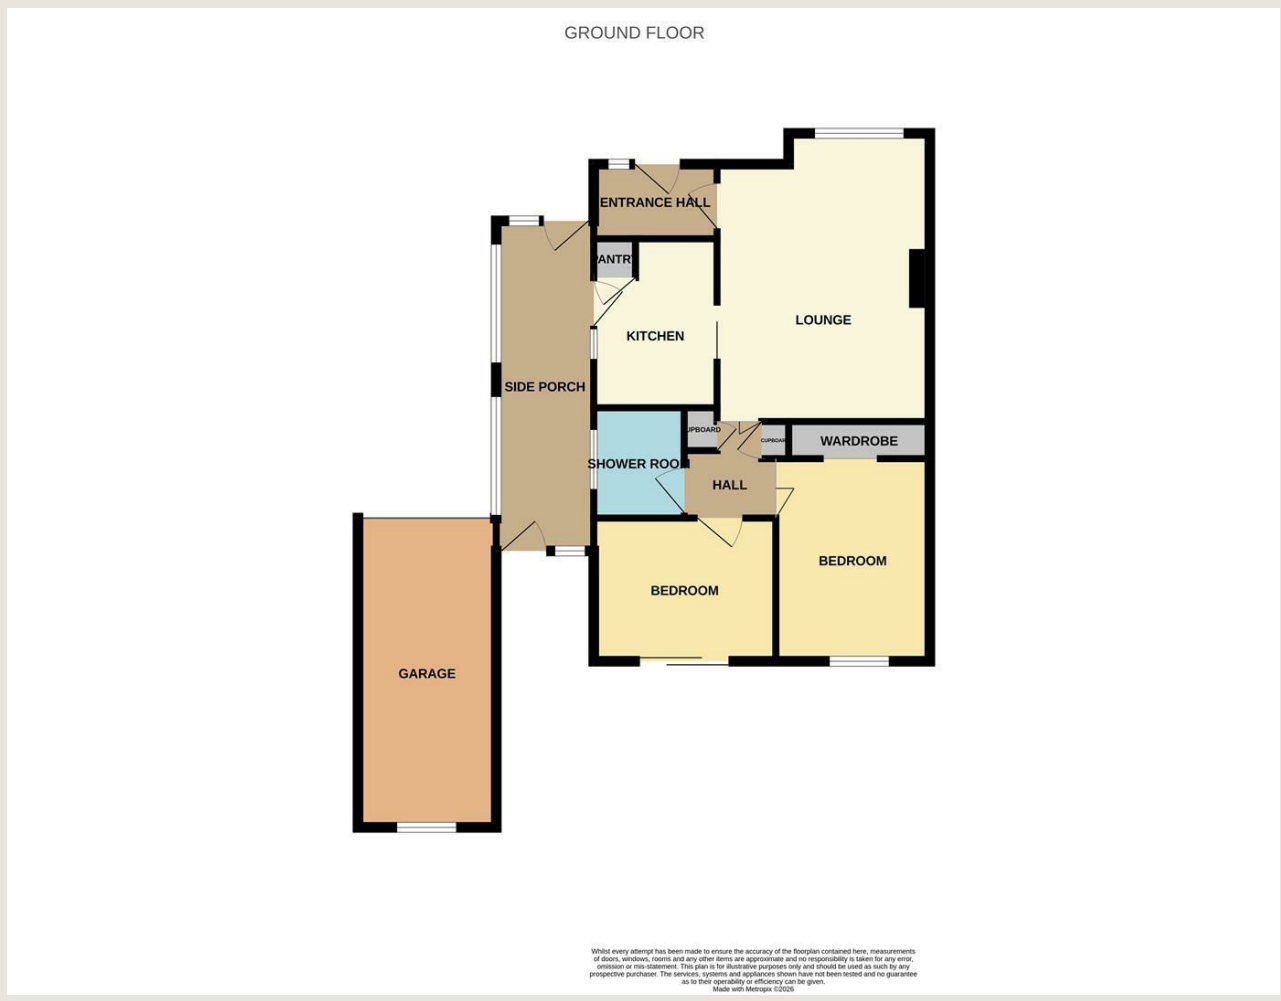 GROUND FLOOR
ENTRANCE HALL
PANTRY
LOUNGE
KITCHEN
SIDE PORCH
UPBOARD
CUPBOAR
WARDROBE
SHOWER ROOM
HALL
BEDROOM
BEDROOM
GARAGE
Whilst every attempt has been made to ensure the accuracy of the floorplan contained here, measurements
of doors, windows, rooms and any other items are approximate and no responsibility is taken for any error,
omission or mis-statement. This plan is for illustrative purposes only and should be used as such by any
prospective purchaser. The services, systems and appliances shown have not been tested and no guarantee
as to their operability or efficiency can be given.
Made with Metropix ©2026